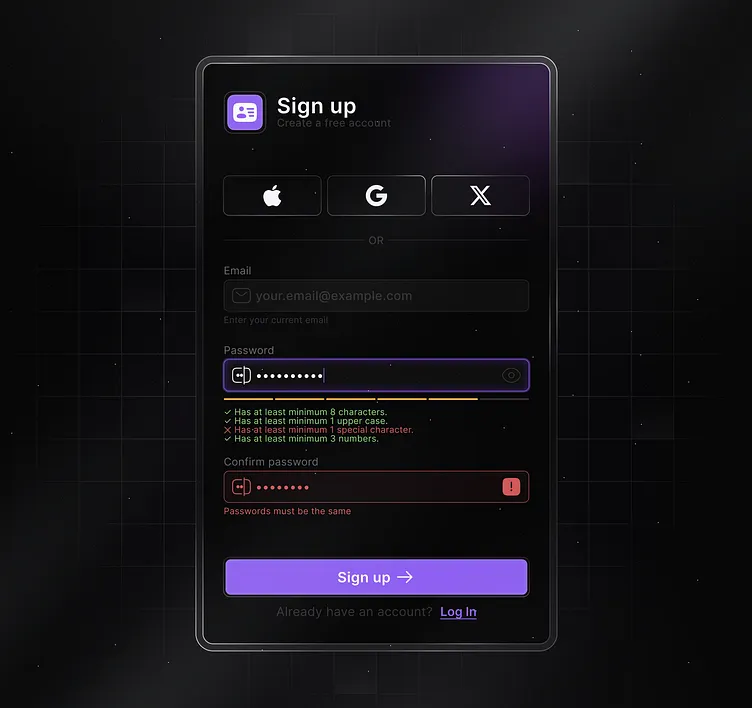 Sign up
Create a free account
OR
Email
your.email@example.com
Enter your current email
Password
Has at least minimum 8 characters.
Has at least minimum 1 upper case.
Has at least minimum 1 special character.
Has at least minimum 3 numbers.
Confirm password
Passwords must be the same
Sign up →
Already have an account? Log In